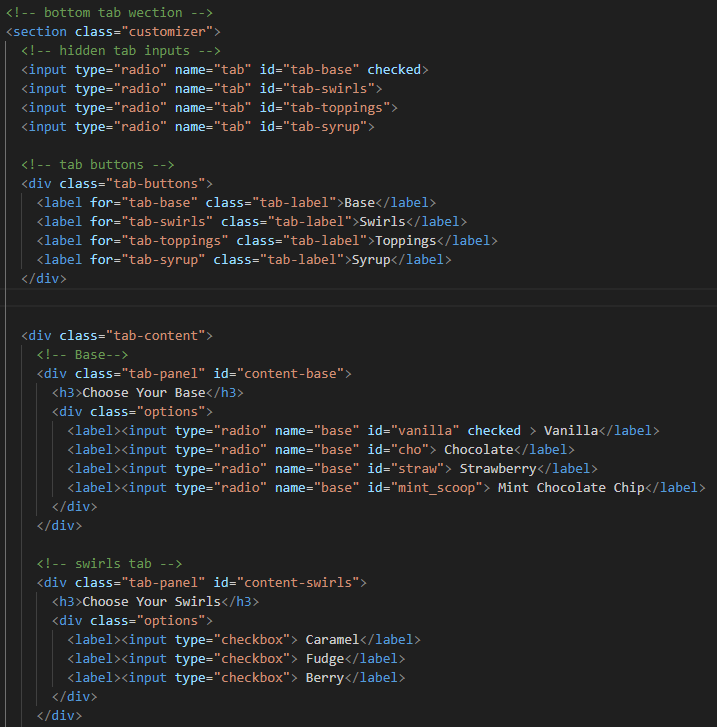 <!-- bottom tab wection -->
<section class="customizer">
<!-- hidden tab inputs -->
<input type="radio" name="tab" id="tab-base" checked>
<input type="radio" name="tab" id="tab-swirls">
<input type="radio" name="tab" id="tab-toppings">
<input type="radio" name="tab" id="tab-syrup">
<!-- tab buttons -->
<div class="tab-buttons">
<label for="tab-base" class="tab-label">Base</label>
<label for="tab-swirls" class="tab-label">Swirls</label>
<label for="tab-toppings" class="tab-label">Toppings</label>
<label for="tab-syrup" class="tab-label">Syrup</label>
</div>
<div class="tab-content">
<!-- Base-->
<div class="tab-panel" id="content-base">
<h3>Choose Your Base</h3>
<div class="options">
<label><input type="radio" name="base" id="vanilla" checked > Vanilla</label>
<label><input type="radio" name="base" id="cho"> Chocolate</label>
<label><input type="radio" name="base" id="straw"> Strawberry</label>
<label><input type="radio" name="base" id="mint_scoop"> Mint Chocolate Chip</label>
</div>
</div>
<!-- swirls tab -->
<div class="tab-panel" id="content-swirls">
<h3>Choose Your Swirls</h3>
<div class="options">
<label><input type="checkbox"> Caramel</label>
<label><input type="checkbox"> Fudge</label>
<label><input type="checkbox"> Berry</label>
</div>
</div>